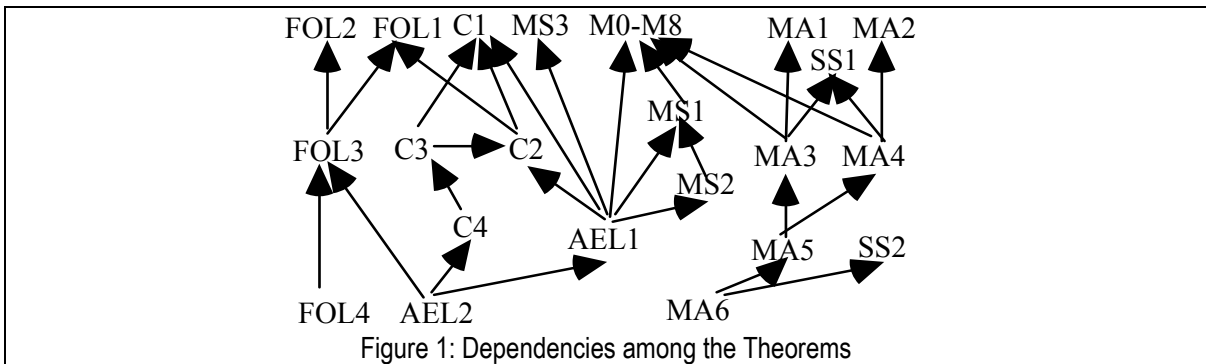 FOL2 FOL1 C1 MS3 M0-M8 MA1 MA2
SS1
MS1
FOL3 C3 C2 MA3 MA4
MS2
C4
AEL1 MA5 SS2
FOL4 AEL2 MA6
Figure 1: Dependencies among the Theorems